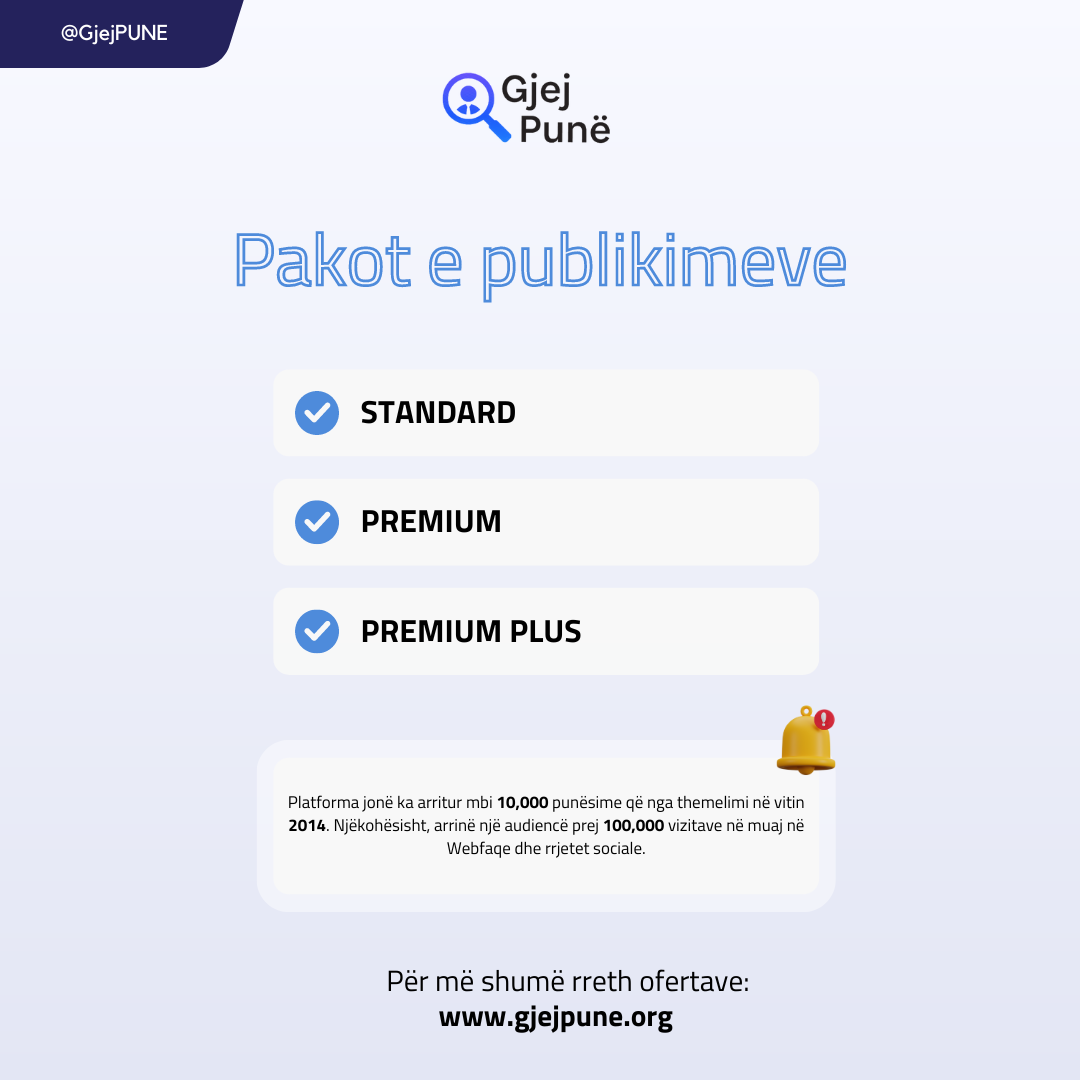 @GjejPUNE
Gjej
Punë
Pakot e publikimeve
STANDARD
PREMIUM
PREMIUM PLUS
Platforma jonë ka arritur mbi 10,000 punësime që nga themelimi në vitin
2014. Njëkohësisht, arrinë një audiencë prej 100,000 vizitave në muaj në
Webfaqe dhe rrjetet sociale.
Për më shumë rreth ofertave:
www.gjejpune.org